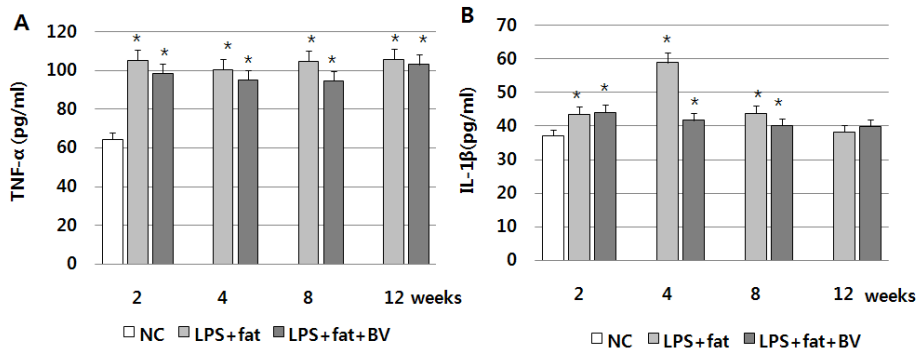 A
TNF-α (pg/ml)
120
100
80
60
40
20
0
* * * * * * * *
2 4 8 12 weeks
NC LPS+fat LPS+fat+BV
B
IL-1β(pg/ml)
70
60
50
40
30
20
10
0
* * * * * *
2 4 8 12 weeks
NC LPS+fat LPS+fat+BV